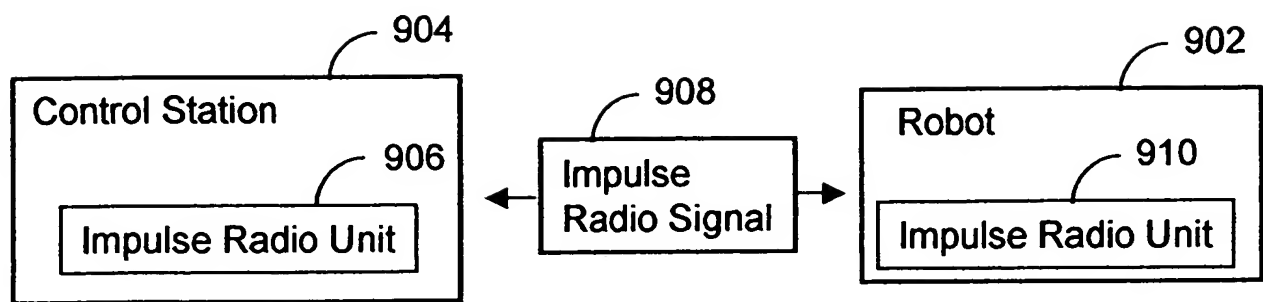 904
902
908
Control Station
Robot
906
Impulse
Radio Signal
910
Impulse Radio Unit
Impulse Radio Unit